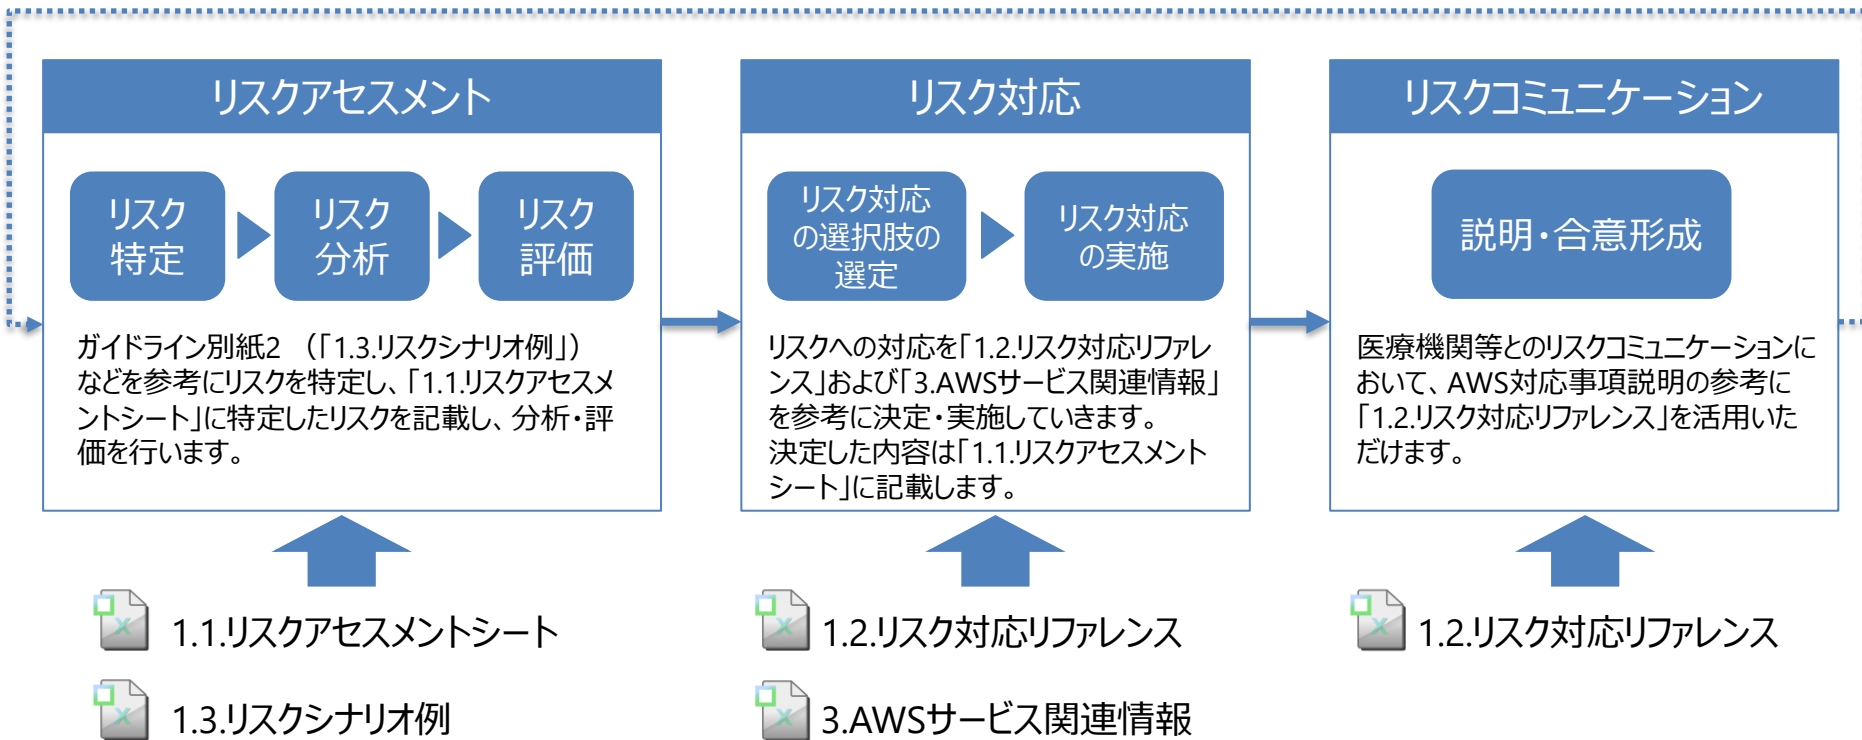 リスクアセスメント
リスク
特定
リスク
分析
リスク
評価
ガイドライン別紙2 （「1.3.リスクシナリオ例」）
などを参考にリスクを特定し、「1.1.リスクアセスメ
ントシート」に特定したリスクを記載し、分析・評
価を行います。
1.1.リスクアセスメントシート
1.3.リスクシナリオ例
リスク対応
リスク対応
の選択肢の
選定
リスク対応
の実施
リスクへの対応を「1.2.リスク対応リファレ
ンス」および「3.AWSサービス関連情報」
を参考に決定・実施していきます。
決定した内容は「1.1.リスクアセスメント
シート」に記載します。
1.2.リスク対応リファレンス
3.AWSサービス関連情報
リスクコミュニケーション
説明・合意形成
医療機関等とのリスクコミュニケーションに
おいて、AWS対応事項説明の参考に
「1.2.リスク対応リファレンス」を活用いた
だけます。
1.2.リスク対応リファレンス